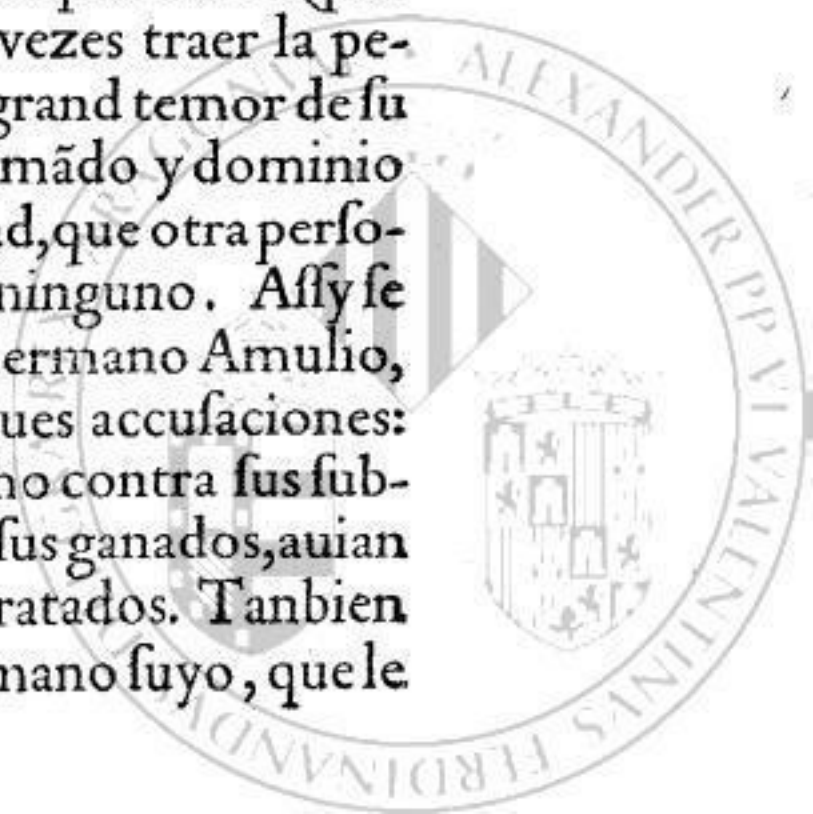 vezes traer la pe-
grand temor de ſu
mãdo y dominio
d, que otra perſo-
ninguno. Aſſy ſe
ermano Amulio,
ues accuſaciones:
no contra ſus ſub-
ſus ganados, auian
ratados. Tanbien
mano ſuyo, que le
ALEXANDER PP VI VALENTINVS FERDINANDVS